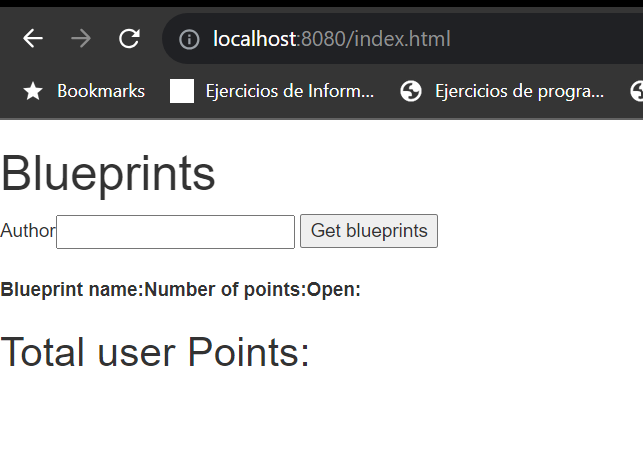 localhost:8080/index.html
Bookmarks Ejercicios de Inform... Ejercicios de progra...
Blueprints
Author Get blueprints
Blueprint name:Number of points:Open:
Total user Points: